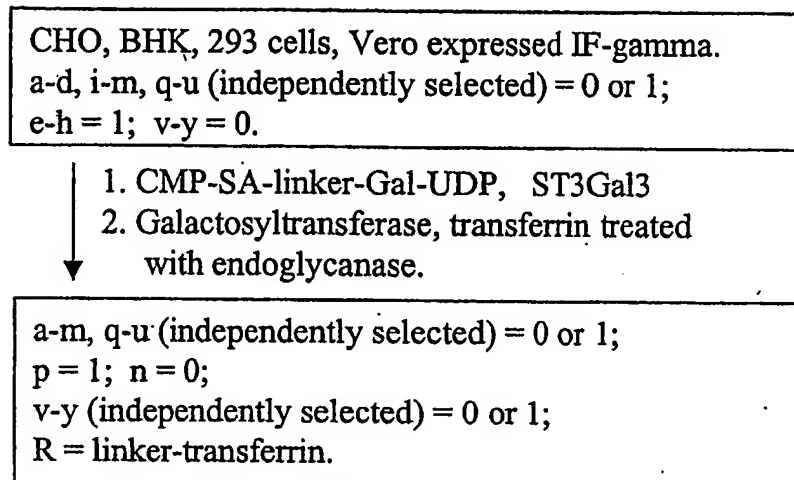 CHO, BHK, 293 cells, Vero expressed IF-gamma.
a-d, i-m, q-u (independently selected) = 0 or 1;
e-h = 1; v-y = 0.
1. CMP-SA-linker-Gal-UDP, ST3Gal3
2. Galactosyltransferase, transferrin treated
with endoglycanase.
a-m, q-u (independently selected) = 0 or 1;
p = 1; n = 0;
v-y (independently selected) = 0 or 1;
R = linker-transferrin.